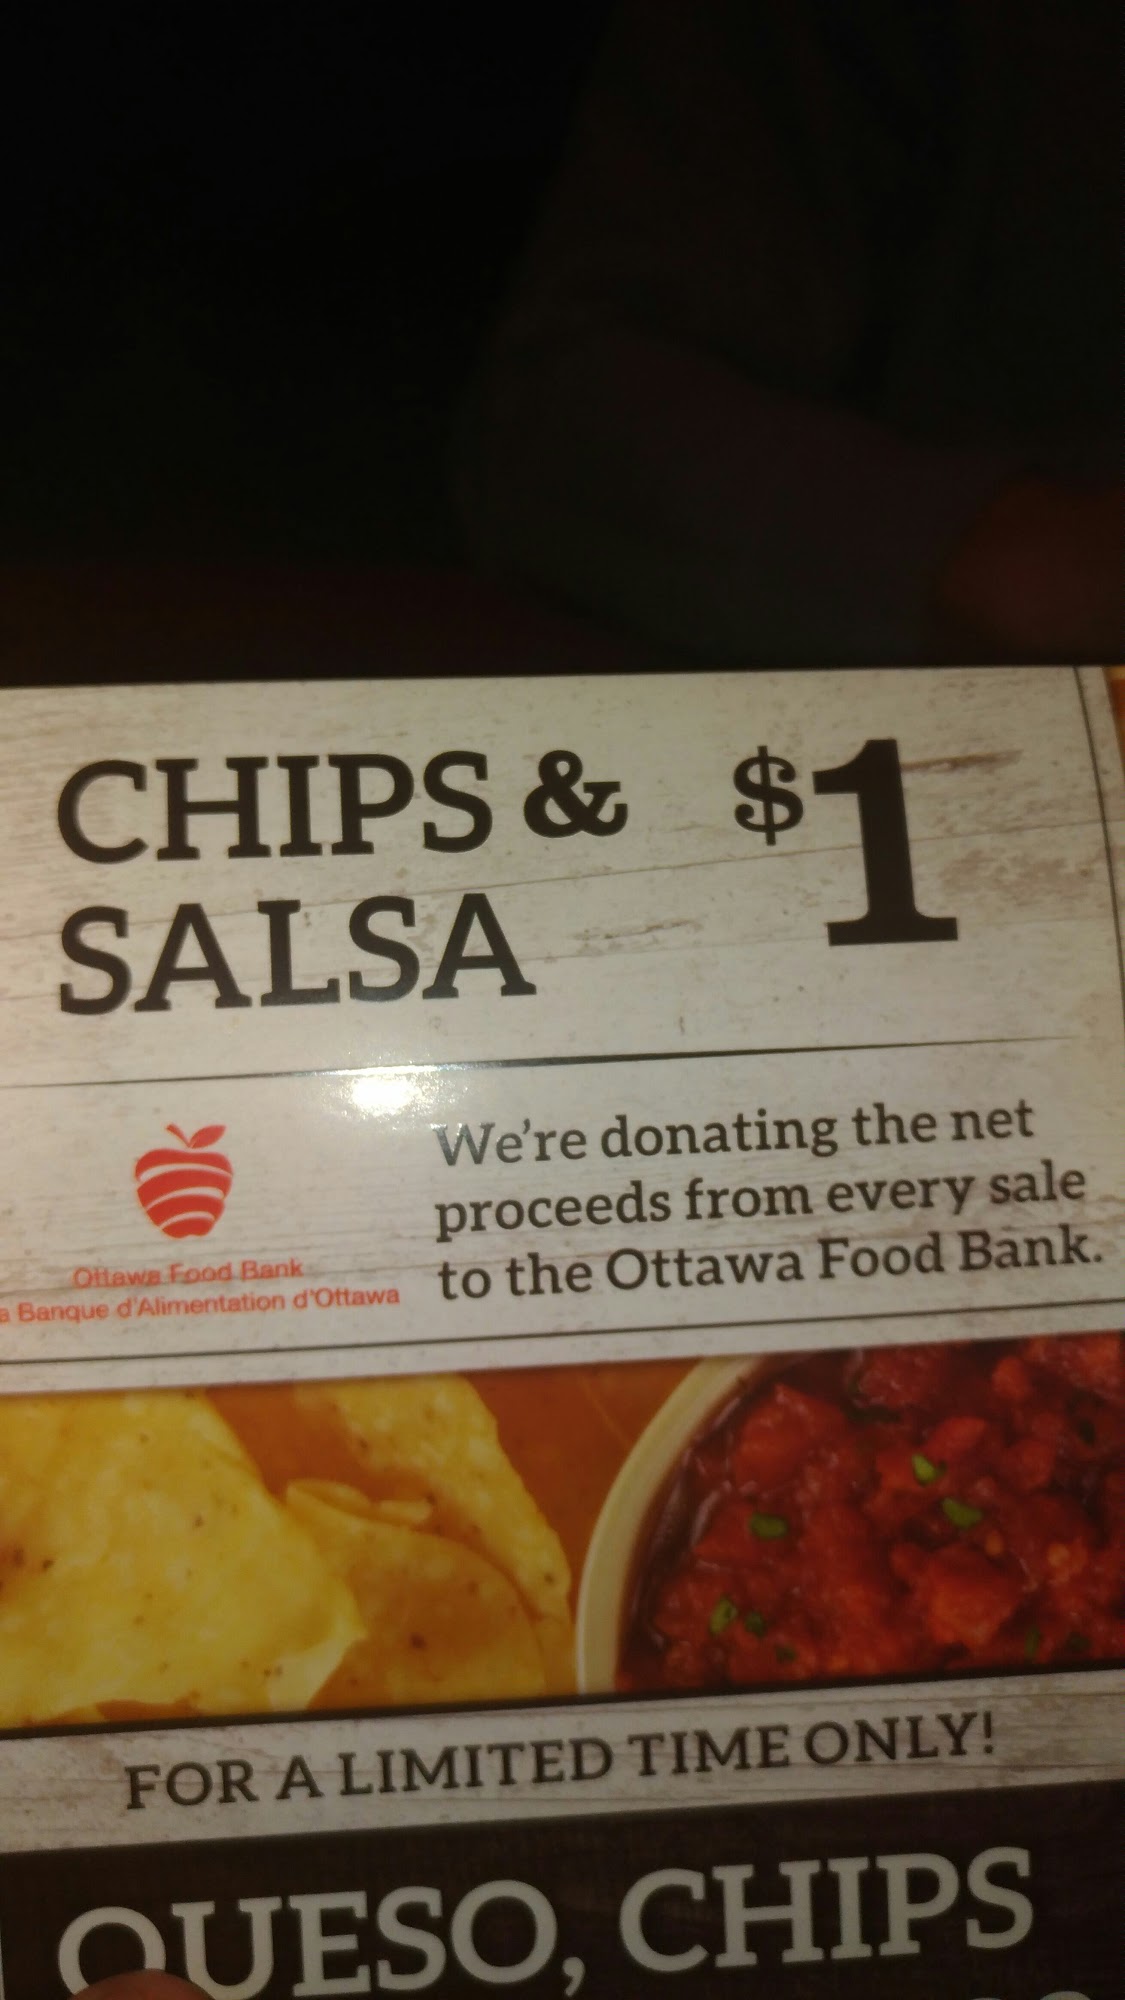 CHIPS & $1
SALSA
We're donating the net
proceeds from every sale
to the Ottawa Food Bank.
Ottawa Food Bank
a Banque d'Alimentation d'Ottawa
FOR A LIMITED TIME ONLY!
QUESO, CHIPS